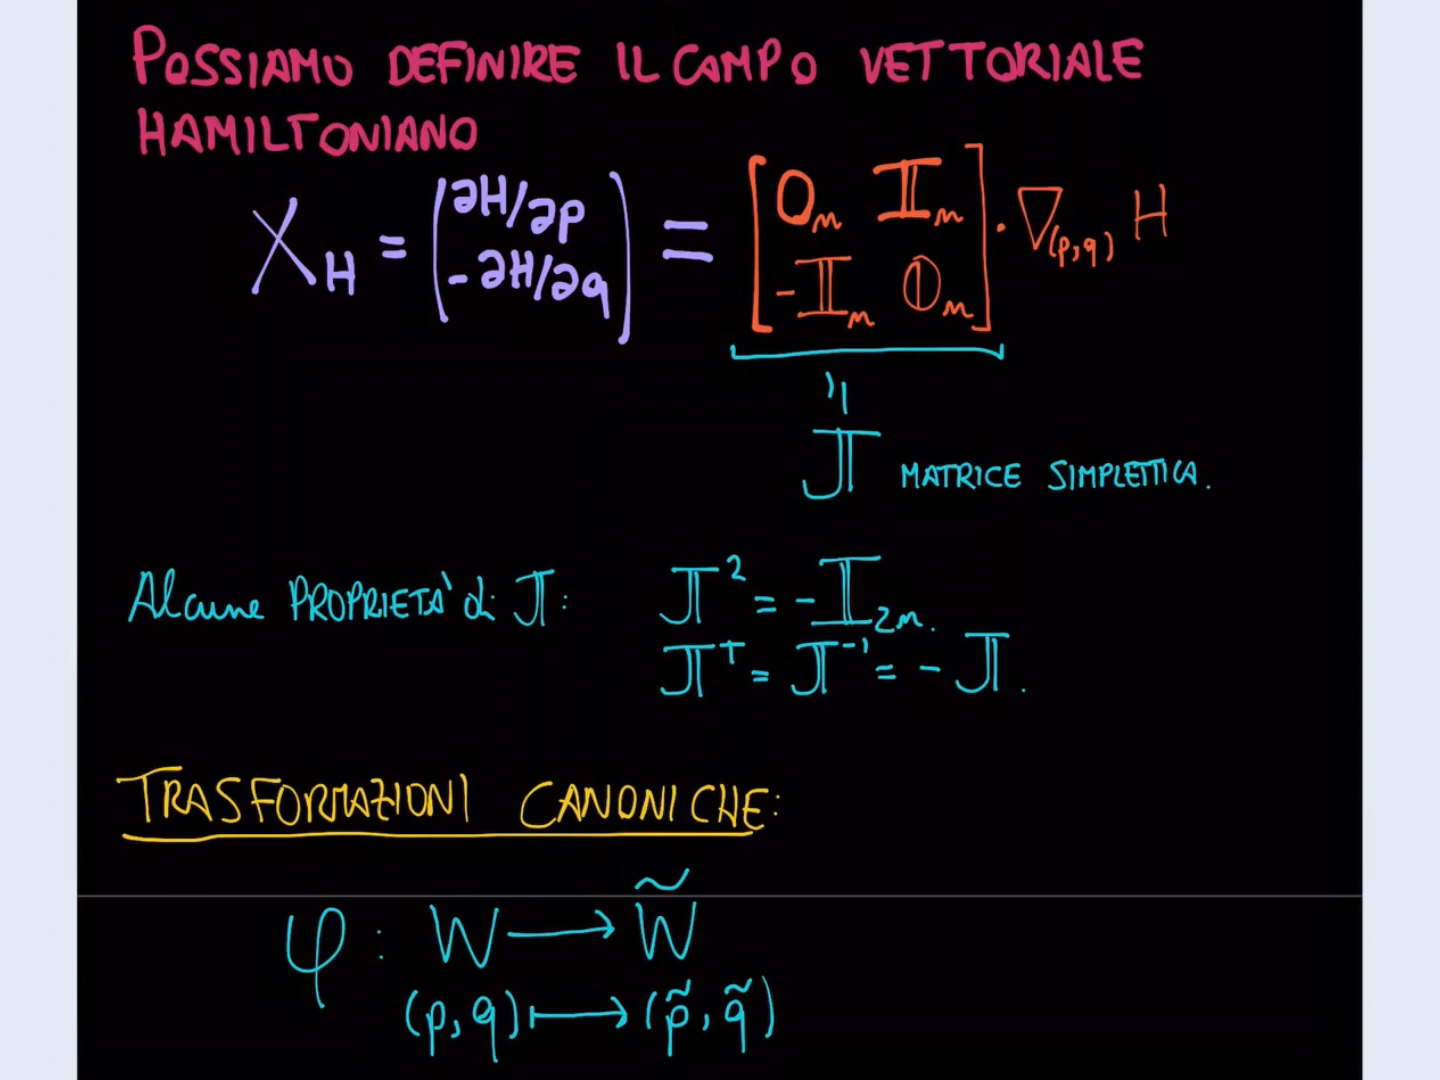 POSSIAMO DEFINIRE IL CAMPO VETTORIALE
HAMILTONIANO
X_H = (∂H/∂p -∂H/∂q) = [0_n 𝕀_n -𝕀_n 0_n] · ∇_(p,q) H
𝕁 MATRICE SIMPLETTICA.
Alcune PROPRIETÀ di 𝕁: 𝕁² = -𝕀_2n.
𝕁ᵀ = 𝕁⁻¹ = -𝕁.
TRASFORMAZIONI CANONICHE:
φ: W → W̃
(p,q) ↦ (p̃,q̃)